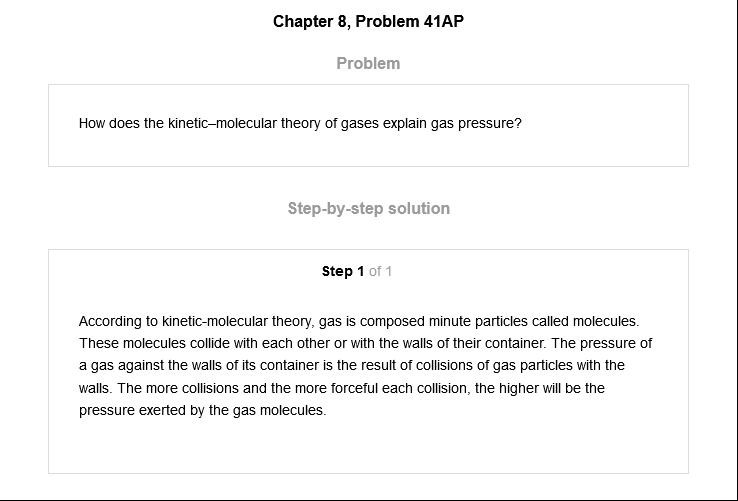 Chapter 8, Problem 41AP
Problem
How does the kinetic–molecular theory of gases explain gas pressure?
Step-by-step solution
Step 1 of 1
According to kinetic-molecular theory, gas is composed minute particles called molecules.
These molecules collide with each other or with the walls of their container. The pressure of
a gas against the walls of its container is the result of collisions of gas particles with the
walls. The more collisions and the more forceful each collision, the higher will be the
pressure exerted by the gas molecules.